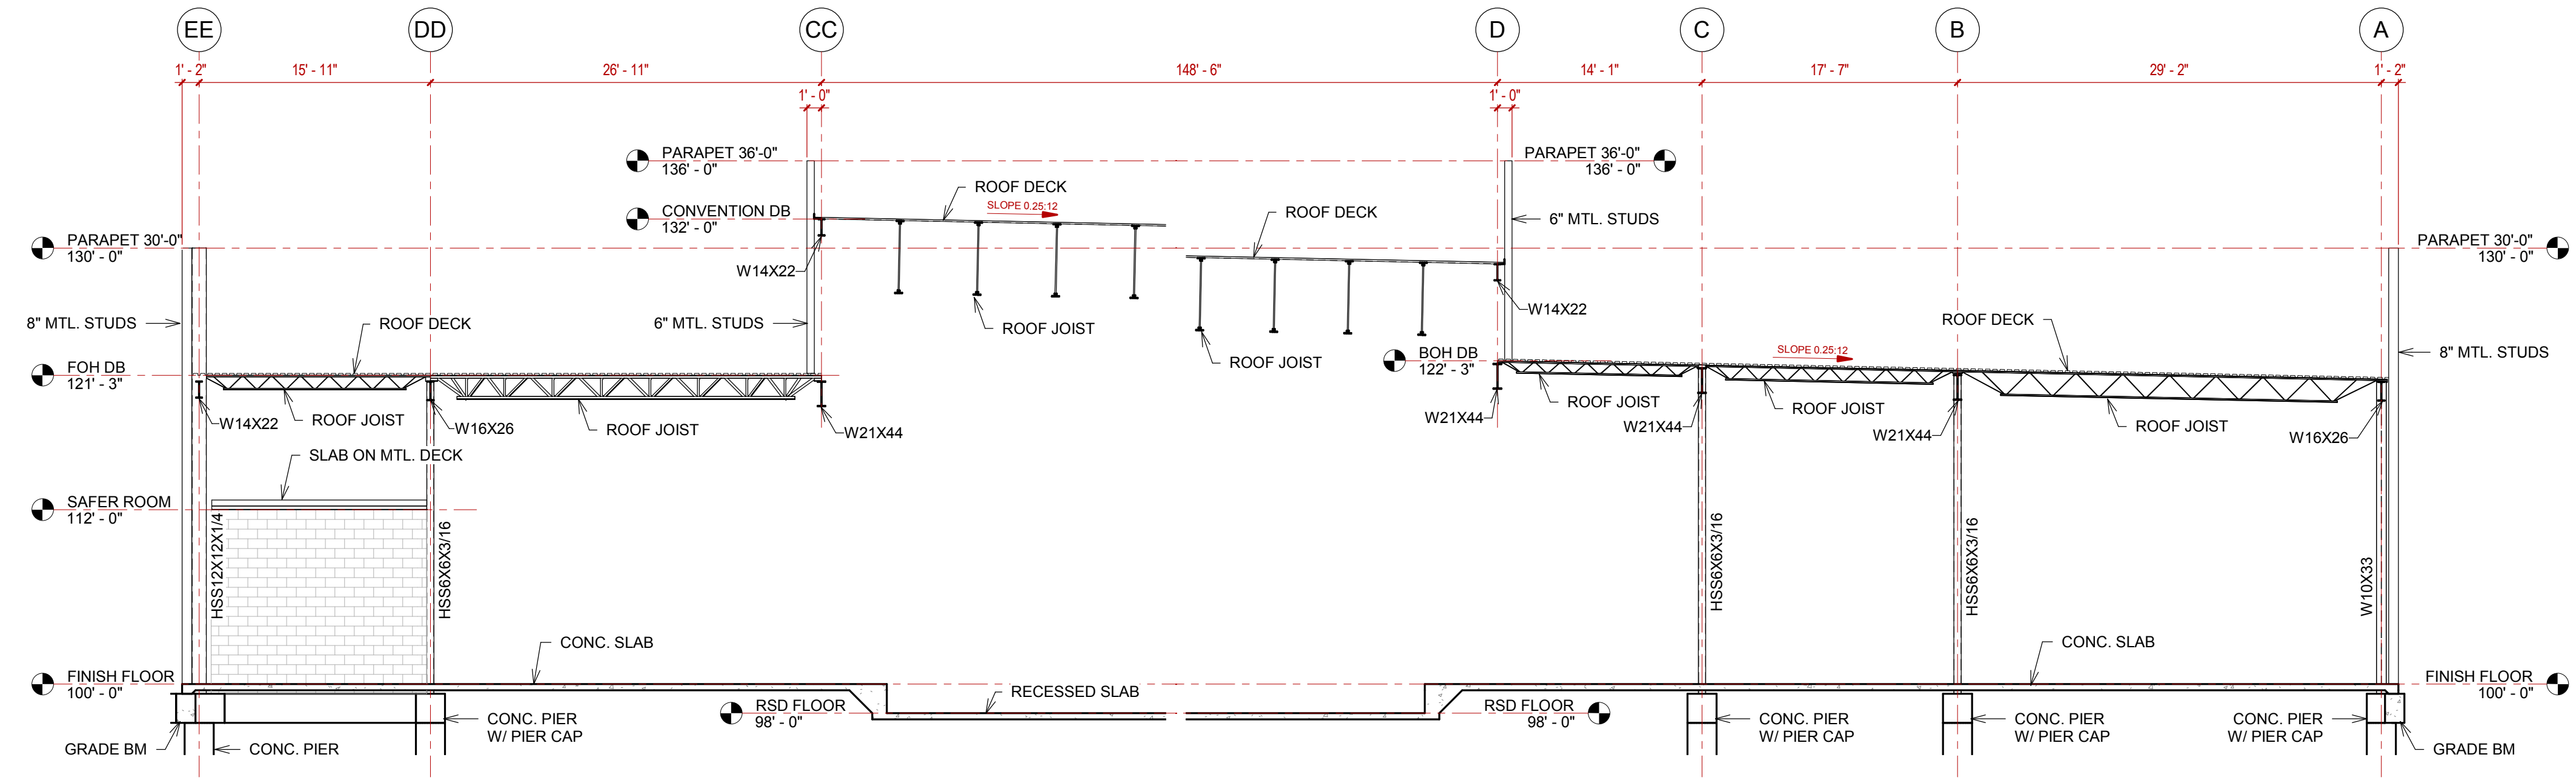 EE
DD
CC
D
C
B
A
1' - 2"
15' - 11"
26' - 11"
148' - 6"
14' - 1"
17' - 7"
29' - 2"
1' - 2"
1' - 0"
1' - 0"
PARAPET 36'-0"
136' - 0"
PARAPET 36'-0"
136' - 0"
ROOF DECK
SLOPE 0.25:12
CONVENTION DB
132' - 0"
ROOF DECK
6" MTL. STUDS
PARAPET 30'-0"
130' - 0"
PARAPET 30'-0"
130' - 0"
W14X22
W14X22
8" MTL. STUDS
ROOF DECK
6" MTL. STUDS
ROOF JOIST
ROOF JOIST
ROOF DECK
SLOPE 0.25:12
8" MTL. STUDS
FOH DB
121' - 3"
BOH DB
122' - 3"
W14X22
ROOF JOIST
W16X26
ROOF JOIST
W21X44
W21X44
ROOF JOIST
W21X44
ROOF JOIST
W21X44
ROOF JOIST
W16X26
SLAB ON MTL. DECK
SAFER ROOM
112' - 0"
HSS12X12X1/4
HSS6X6X3/16
HSS6X6X3/16
HSS6X6X3/16
W10X33
CONC. SLAB
CONC. SLAB
FINISH FLOOR
100' - 0"
FINISH FLOOR
100' - 0"
RECESSED SLAB
RSD FLOOR
98' - 0"
RSD FLOOR
98' - 0"
GRADE BM
CONC. PIER
CONC. PIER
W/ PIER CAP
CONC. PIER
W/ PIER CAP
CONC. PIER
W/ PIER CAP
CONC. PIER
W/ PIER CAP
GRADE BM